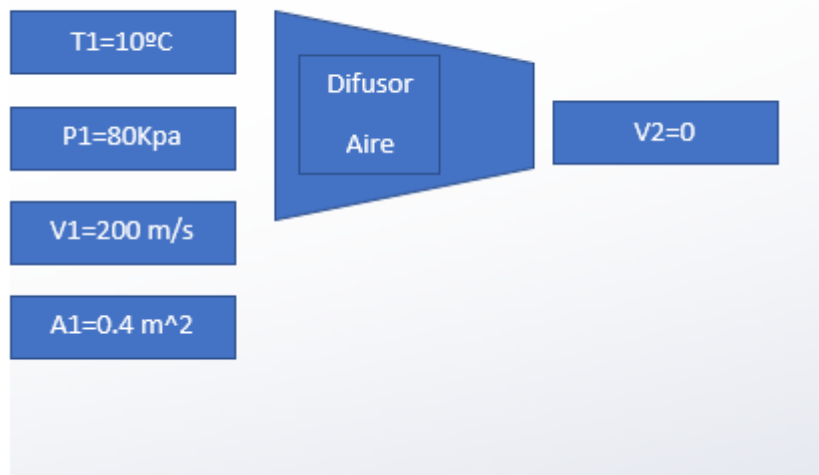 T1=10ºC
P1=80Kpa
V1=200 m/s
A1=0.4 m^2
Difusor
Aire
V2=0